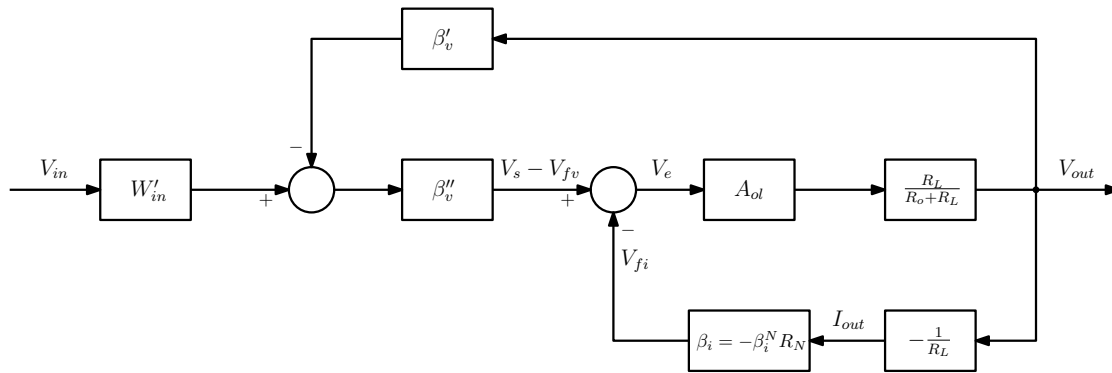 β′_v
V_in
W′_in
−
+
β″_v
V_s − V_fv
+
−
V_e
A_ol
R_L / (R_o+R_L)
V_out
V_fi
β_i = −β_i^N R_N
I_out
−1/R_L